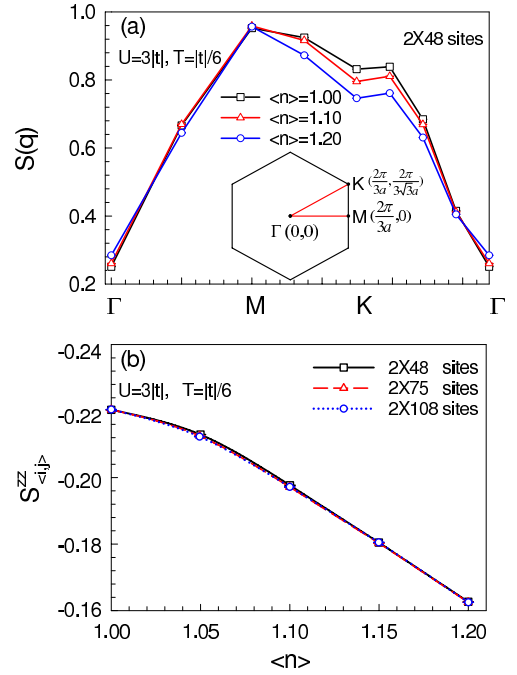 (a)
1.0
U=3|t|, T=|t|/6
2X48 sites
0.8
<n>=1.00
<n>=1.10
<n>=1.20
S(q)
0.6
K (2π/3a, 2π/3√3a)
M(2π/3a,0)
Γ(0,0)
0.4
0.2
Γ M K Γ
(b)
-0.24
U=3|t|, T=|t|/6
2X48 sites
2X75 sites
2X108 sites
-0.22
S^zz_<i,j>
-0.20
-0.18
-0.16
1.00 1.05 1.10 1.15 1.20
<n>